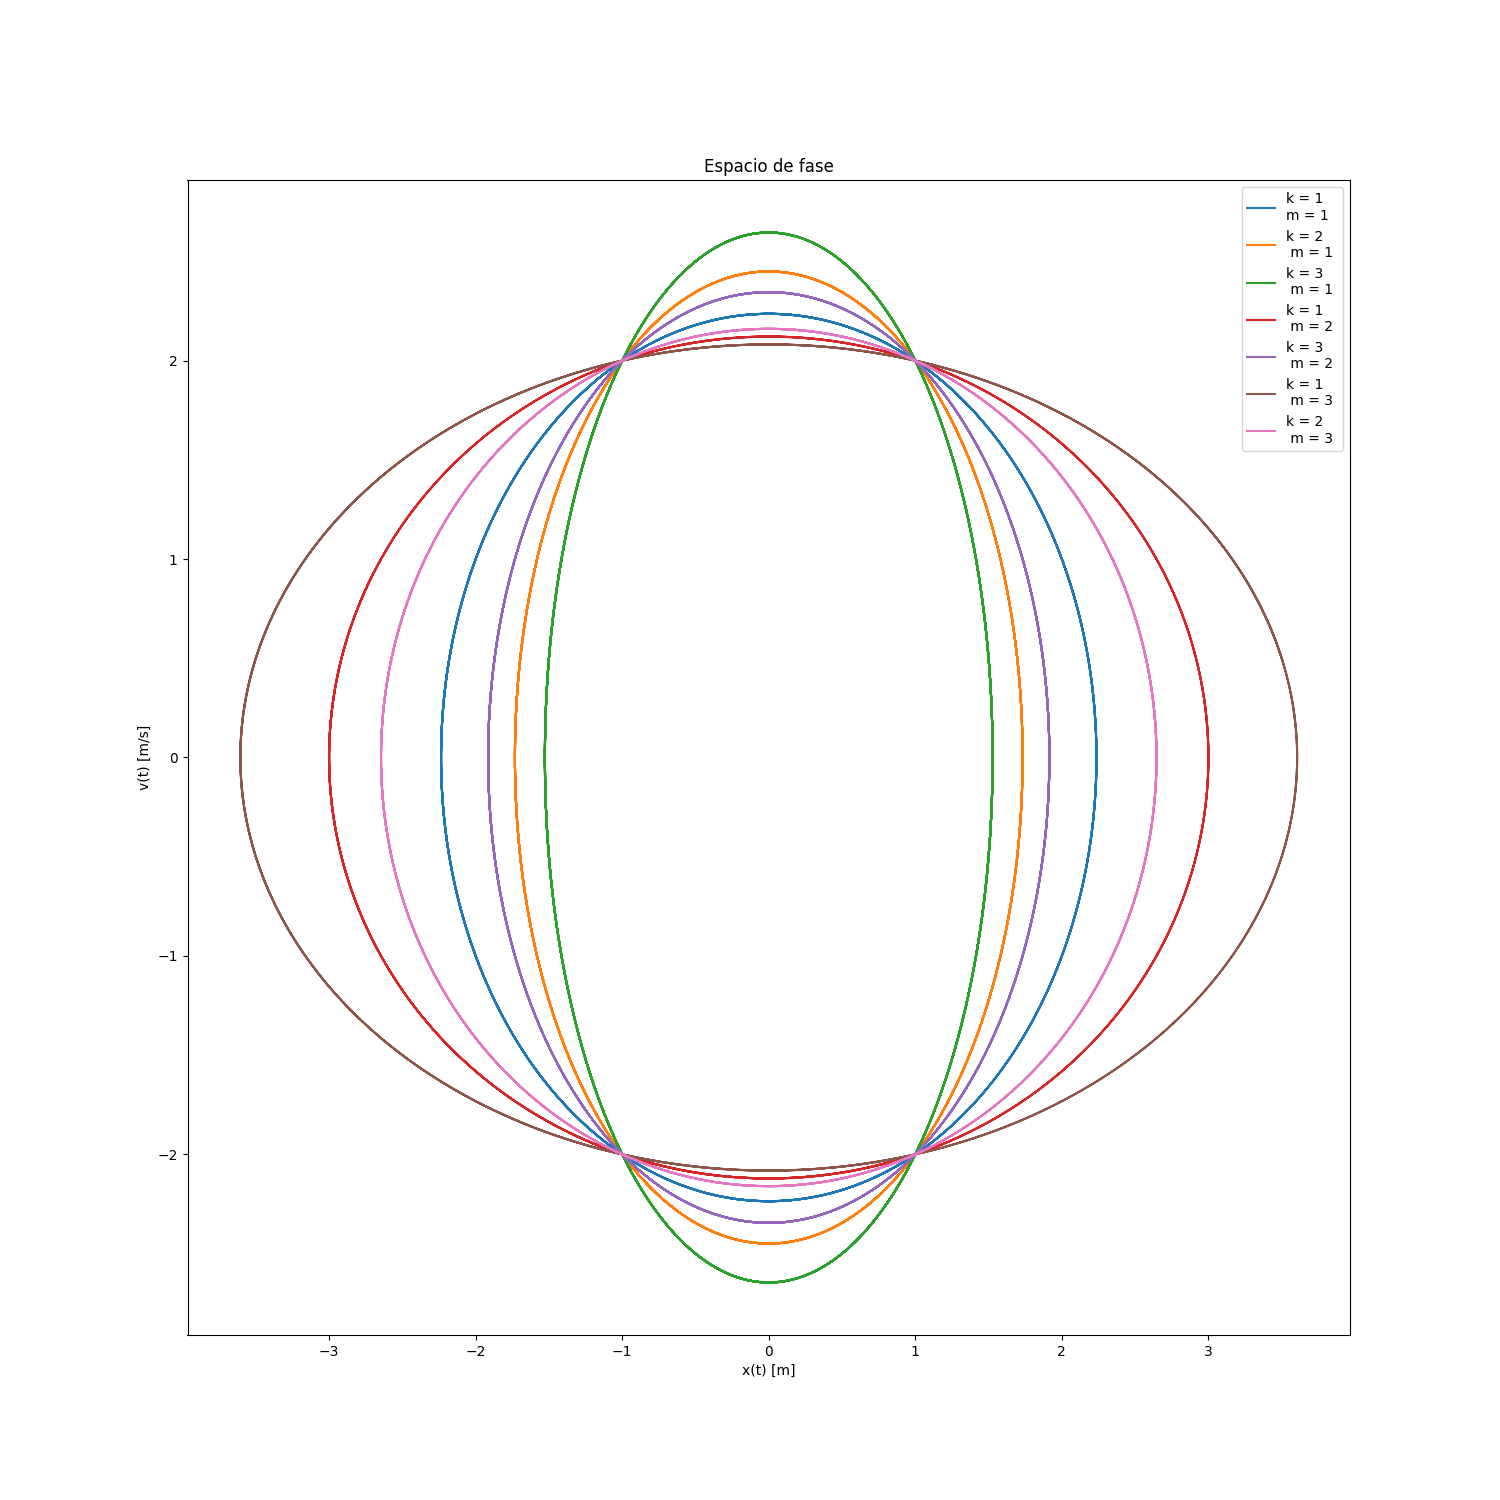 Espacio de fase
k = 1
m = 1
k = 2
m = 1
k = 3
m = 1
k = 1
m = 2
k = 3
m = 2
k = 1
m = 3
k = 2
m = 3
2
1
0
−1
−2
v(t) [m/s]
−3 −2 −1 0 1 2 3
x(t) [m]